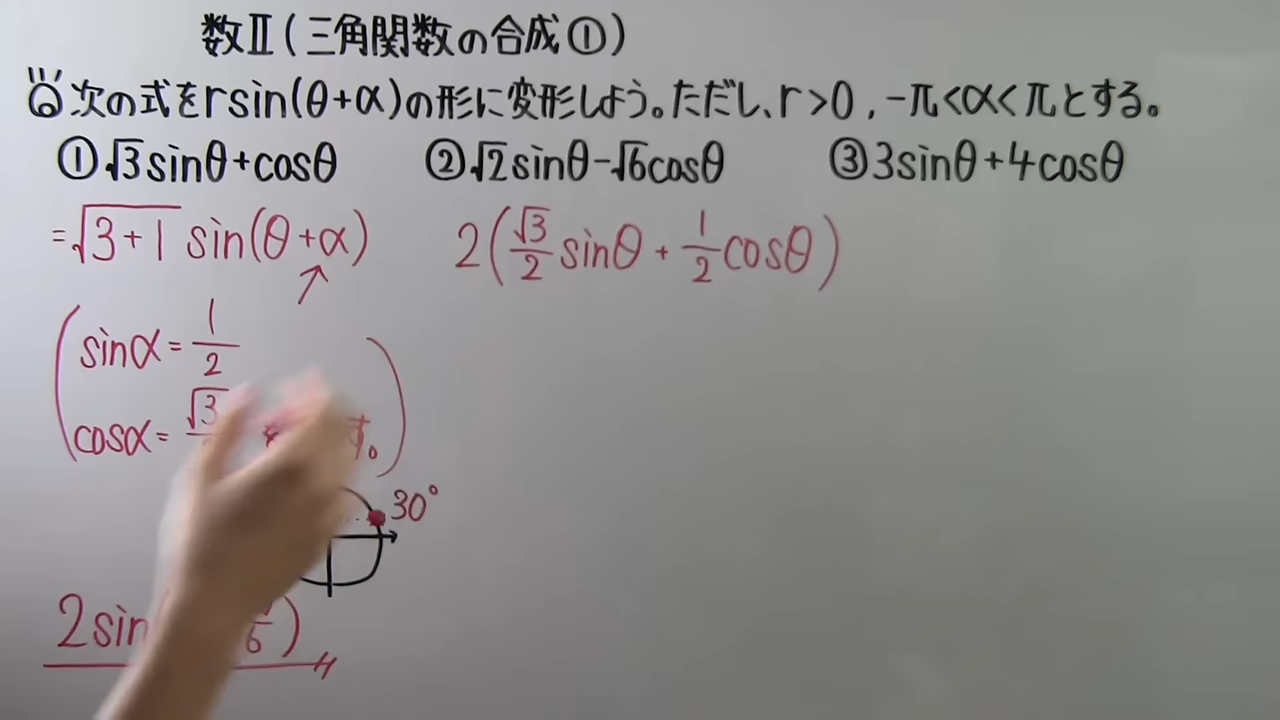 数Ⅱ(三角関数の合成①)
次の式をrsin(θ+α)の形に変形しよう。ただし、r>0,-π<α<πとする。
①√3sinθ+cosθ ②√2sinθ-√6cosθ ③3sinθ+4cosθ
=√3+1 sin(θ+α) 2(√3/2 sinθ+1/2 cosθ)
sinα=1/2
cosα=√3
30°
2sin 6)